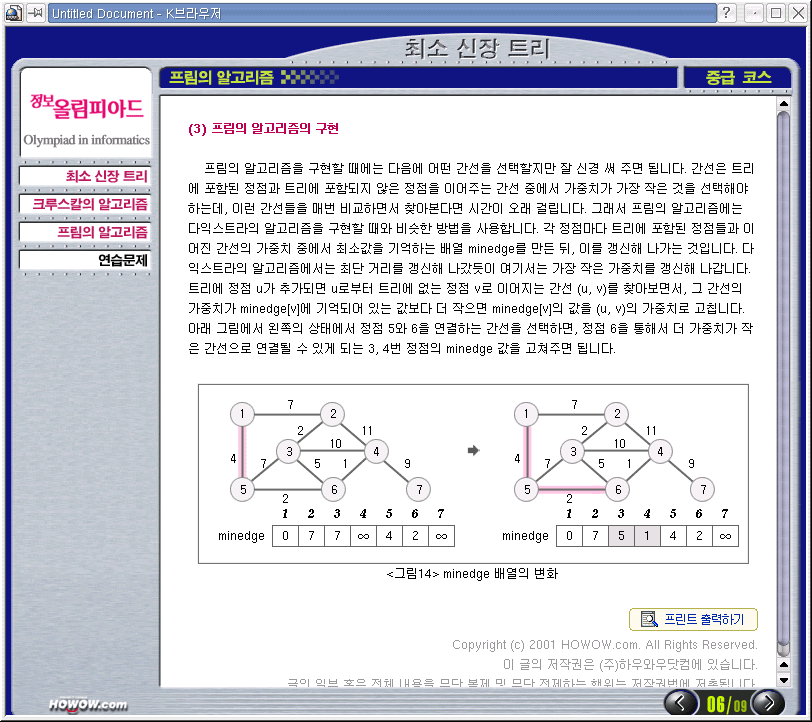 Untitled Document - K브라우저
최소 신장 트리
정보올림피아드
Olympiad in informatics
최소 신장 트리
크루스칼의 알고리즘
프림의 알고리즘
연습문제
프림의 알고리즘
중급 코스
(3) 프림의 알고리즘의 구현
프림의 알고리즘을 구현할 때에는 다음에 어떤 간선을 선택할지만 잘 신경 써 주면 됩니다. 간선은 트리
에 포함된 정점과 트리에 포함되지 않은 정점을 이어주는 간선 중에서 가중치가 가장 작은 것을 선택해야
하는데, 이런 간선들을 매번 비교하면서 찾아본다면 시간이 오래 걸립니다. 그래서 프림의 알고리즘에는
다익스트라의 알고리즘을 구현할 때와 비슷한 방법을 사용합니다. 각 정점마다 트리에 포함된 정점들과 이
어진 간선의 가중치 중에서 최소값을 기억하는 배열 minedge를 만든 뒤, 이를 갱신해 나가는 것입니다. 다
익스트라의 알고리즘에서는 최단 거리를 갱신해 나갔듯이 여기서는 가장 작은 가중치를 갱신해 나갑니다.
트리에 정점 u가 추가되면 u로부터 트리에 없는 정점 v로 이어지는 간선 (u, v)를 찾아보면서, 그 간선의
가중치가 minedge[v]에 기억되어 있는 값보다 더 작으면 minedge[v]의 값을 (u, v)의 가중치로 고칩니다.
아래 그림에서 왼쪽의 상태에서 정점 5와 6을 연결하는 간선을 선택하면, 정점 6을 통해서 더 가중치가 작
은 간선으로 연결될 수 있게 되는 3, 4번 정점의 minedge 값을 고쳐주면 됩니다.
1 7 2
2 11
3 10 4
4 7 5 1 9
5 2 6 7
1 2 3 4 5 6 7
minedge 0 7 7 ∞ 4 2 ∞
1 7 2
2 11
3 10 4
4 7 5 1 9
5 2 6 7
1 2 3 4 5 6 7
minedge 0 7 5 1 4 2 ∞
<그림14> minedge 배열의 변화
프린트 출력하기
Copyright (c) 2001 HOWOW.com. All Rights Reserved.
이 글의 저작권은 (주)하우와우닷컴에 있습니다.
글의 일부 혹은 전체 내용을 무단 복제 및 무단 전제하는 행위는 저작권법에 저촉됩니다.
HOWOW.com
06/09